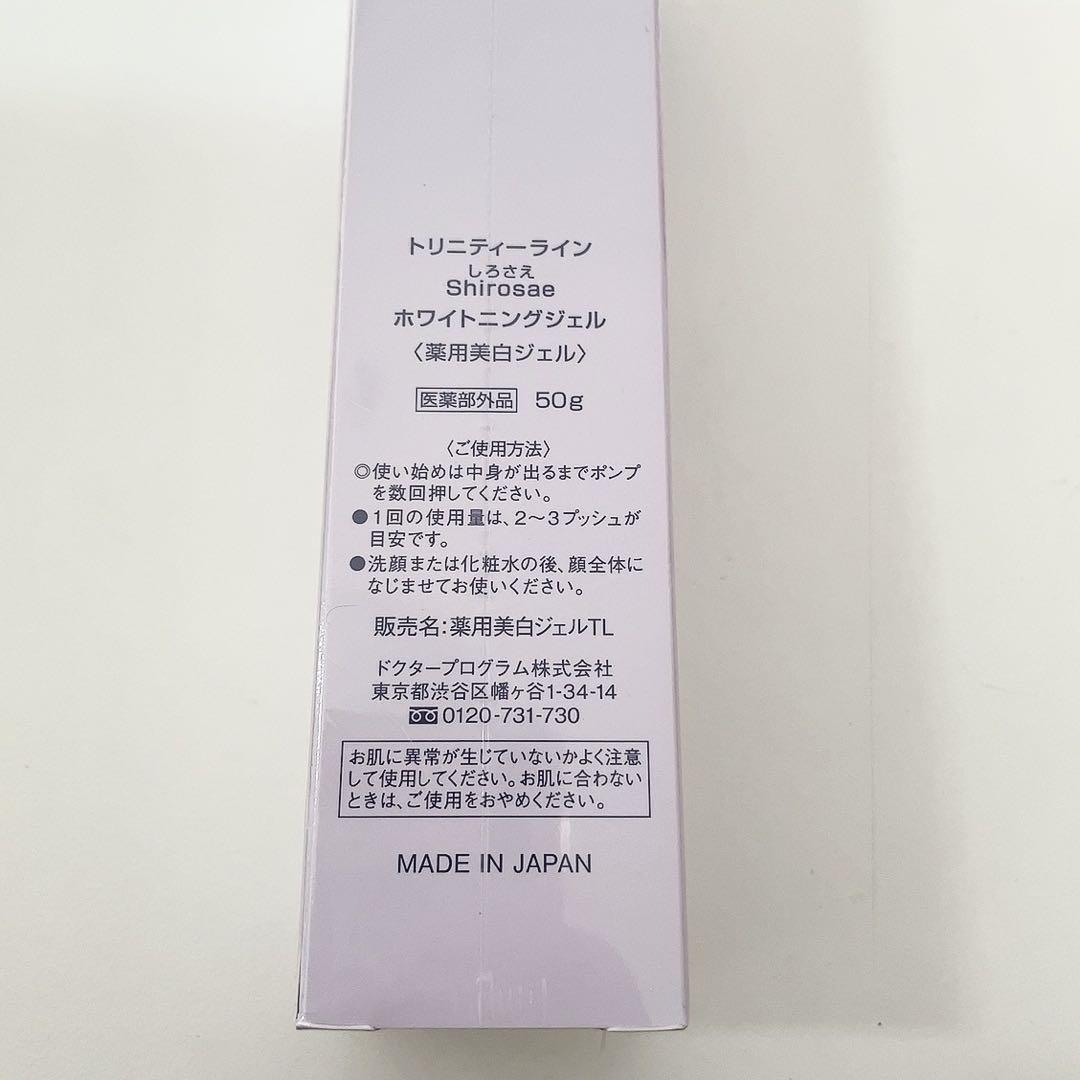 トリニティーライン
しろさえ
Shirosae
ホワイトニングジェル
〈薬用美白ジェル〉
医薬部外品 50g
〈ご使用方法〉
◎使い始めは中身が出るまでポンプ
を数回押してください。
●1回の使用量は、2〜3プッシュが
目安です。
●洗顔または化粧水の後、顔全体に
なじませてお使いください。
販売名:薬用美白ジェルTL
ドクタープログラム株式会社
東京都渋谷区幡ヶ谷1-34-14
0120-731-730
お肌に異常が生じていないかよく注意
して使用してください。お肌に合わない
ときは、ご使用をおやめください。
MADE IN JAPAN